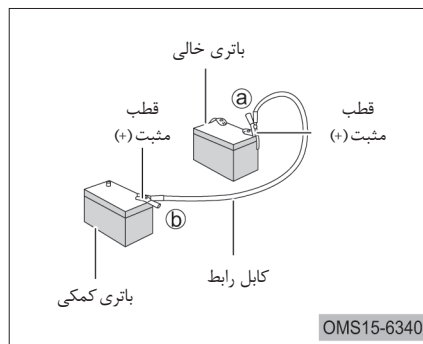 باتری خالی
ⓐ
قطب
مثبت (+)
قطب
مثبت (+)
ⓑ
کابل رابط
باتری کمکی
OMS15-6340